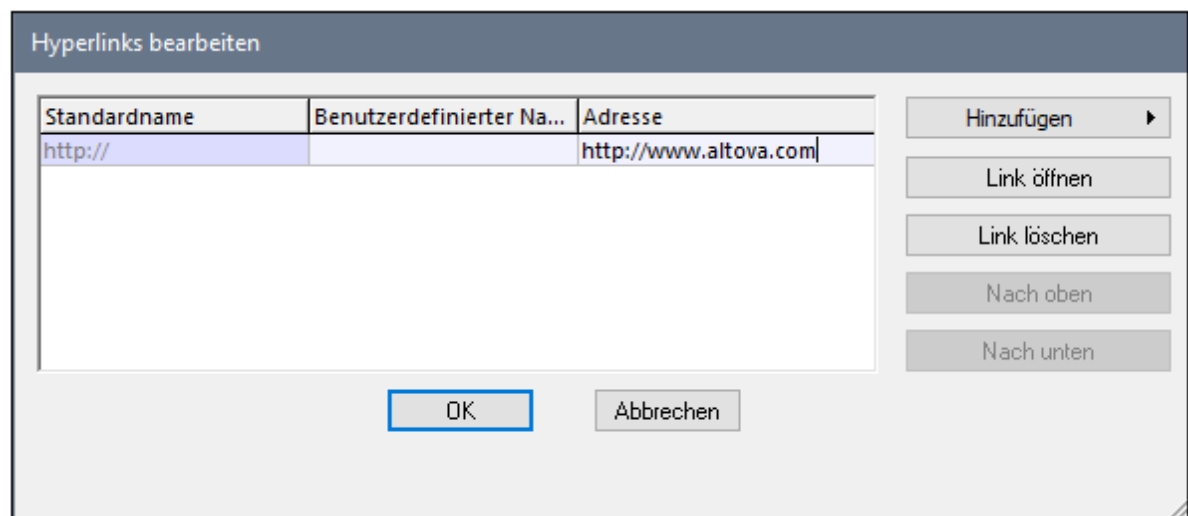 Hyperlinks bearbeiten
Standardname Benutzerdefinierter Na... Adresse
http:// http://www.altova.com
Hinzufügen
Link öffnen
Link löschen
Nach oben
Nach unten
OK Abbrechen